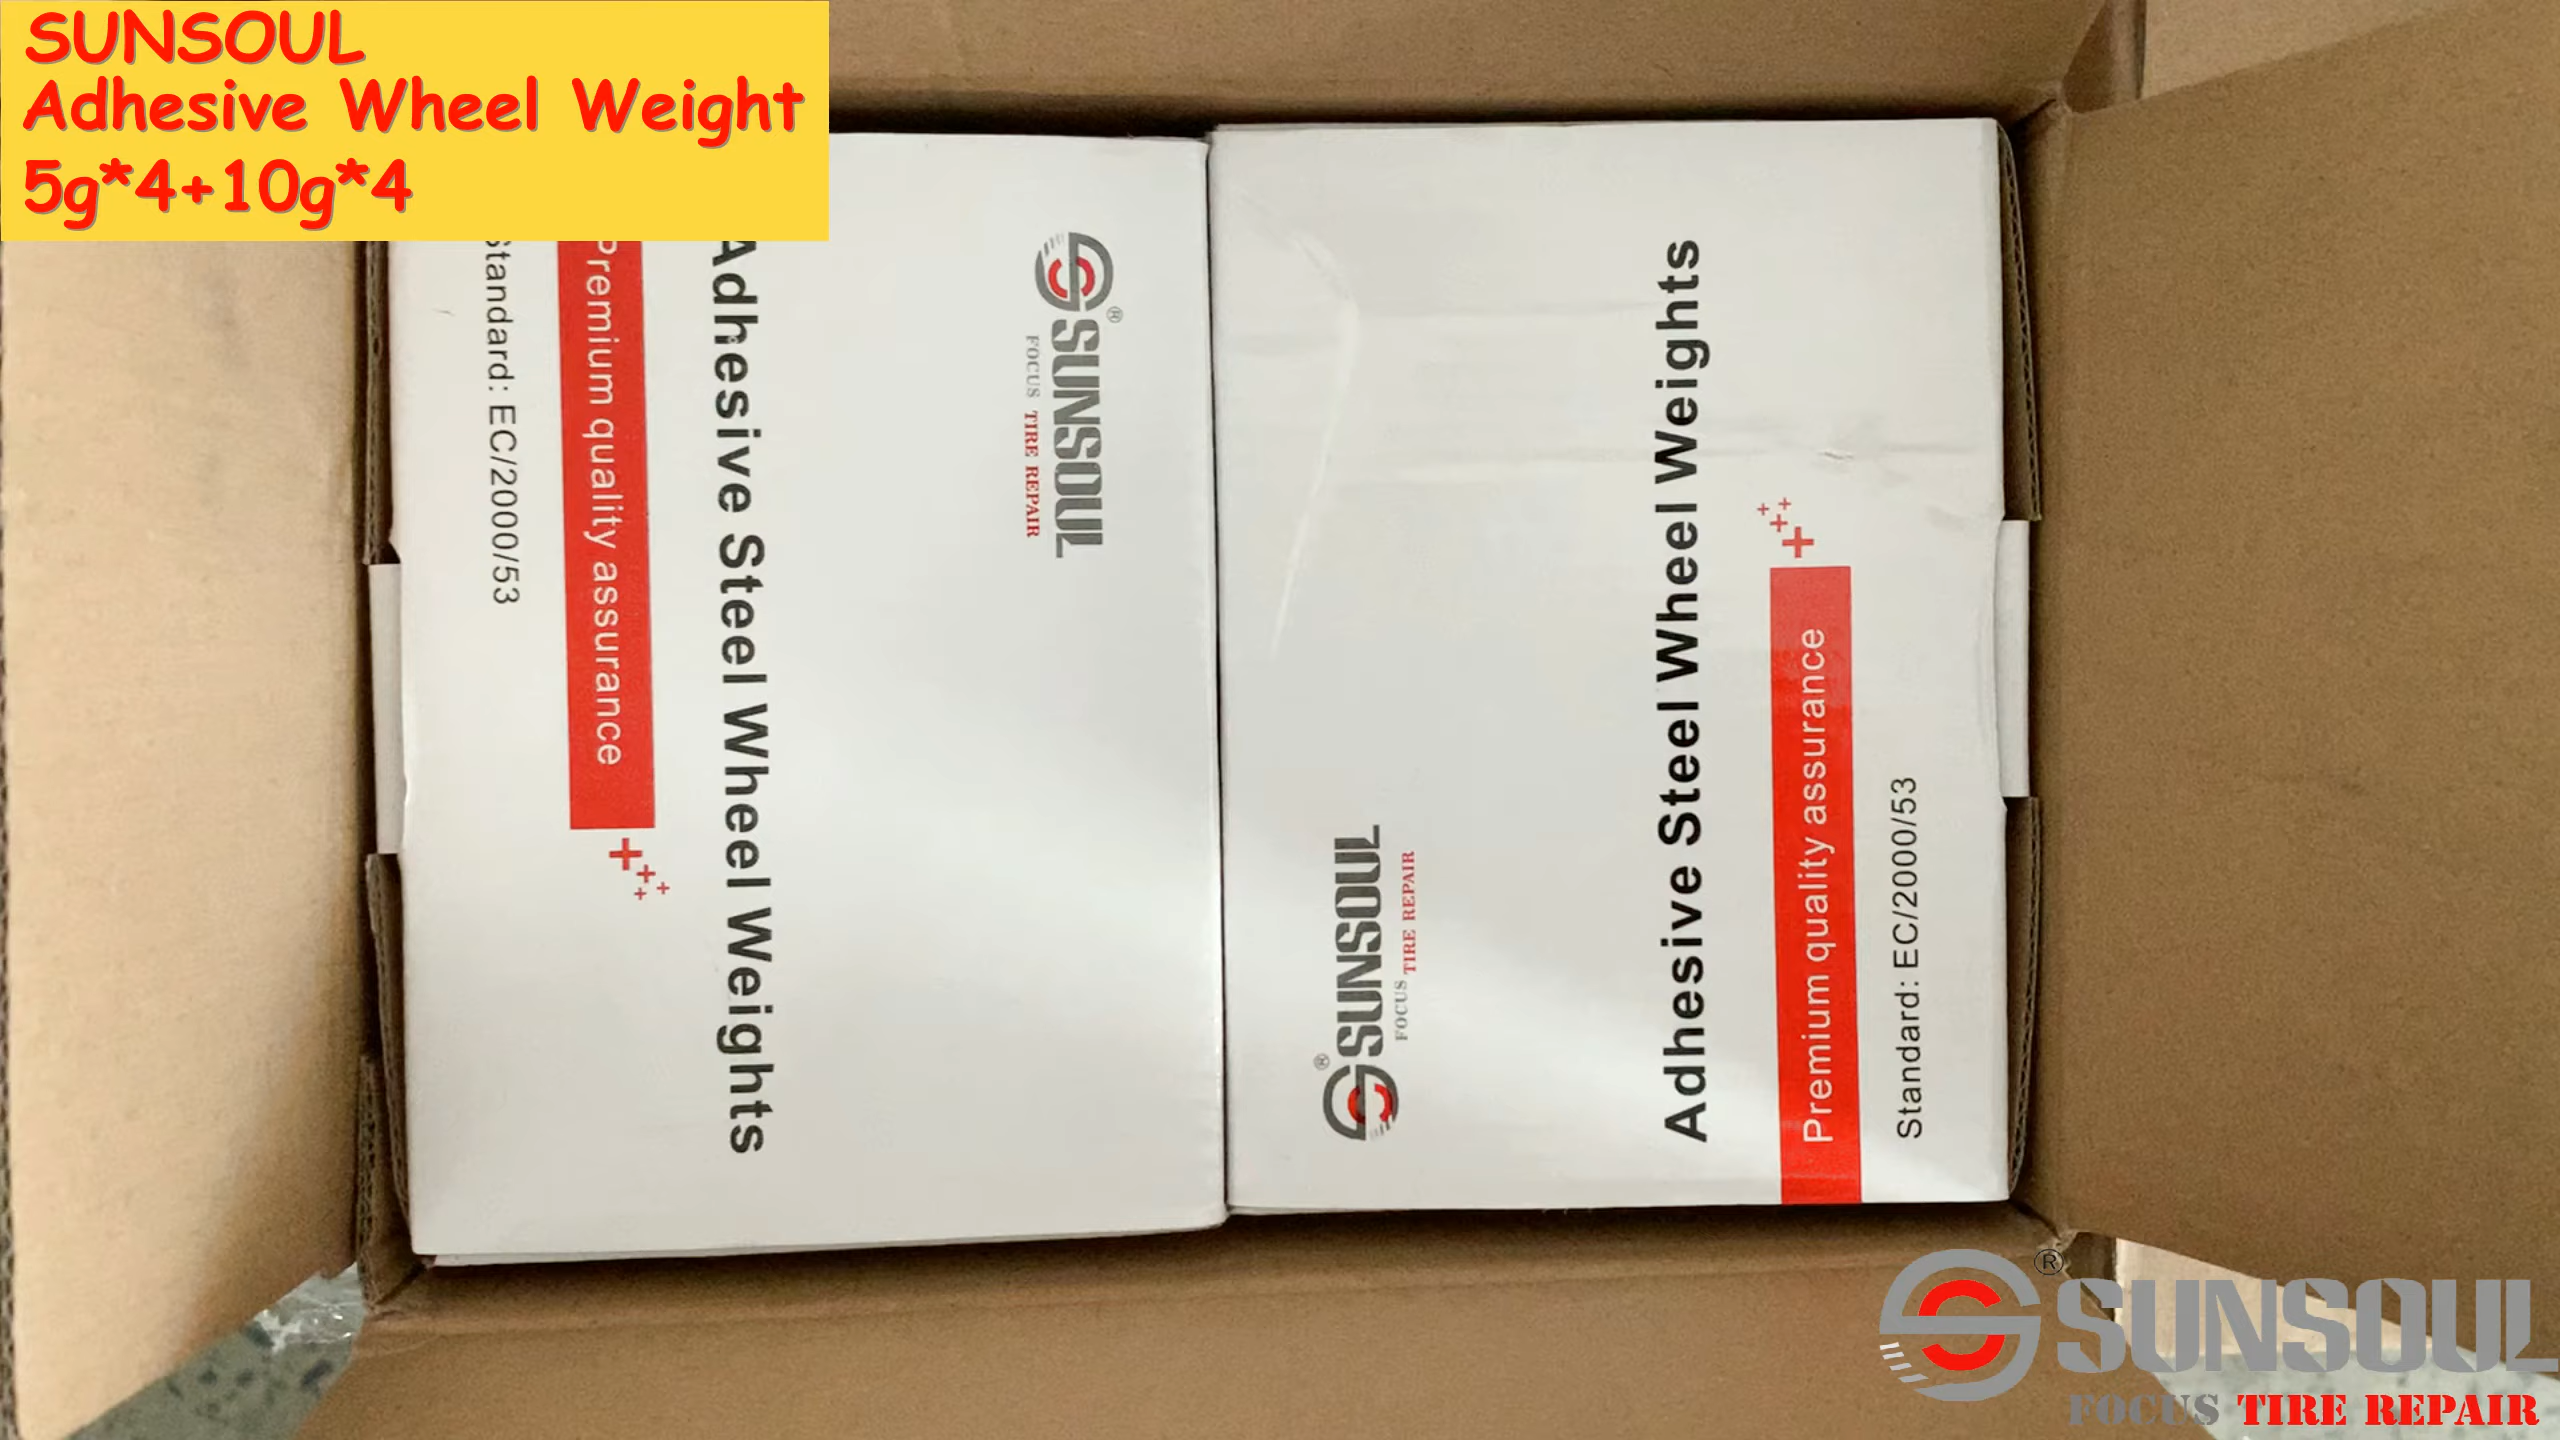 SUNSOUL
Adhesive Wheel Weight
5g*4+10g*4
SUNSOUL®
FOCUS TIRE REPAIR
Adhesive Steel Wheel Weights
Premium quality assurance
Standard: EC/2000/53
SUNSOUL®
FOCUS TIRE REPAIR
Adhesive Steel Wheel Weights
Premium quality assurance
Standard: EC/2000/53
SUNSOUL®
FOCUS TIRE REPAIR